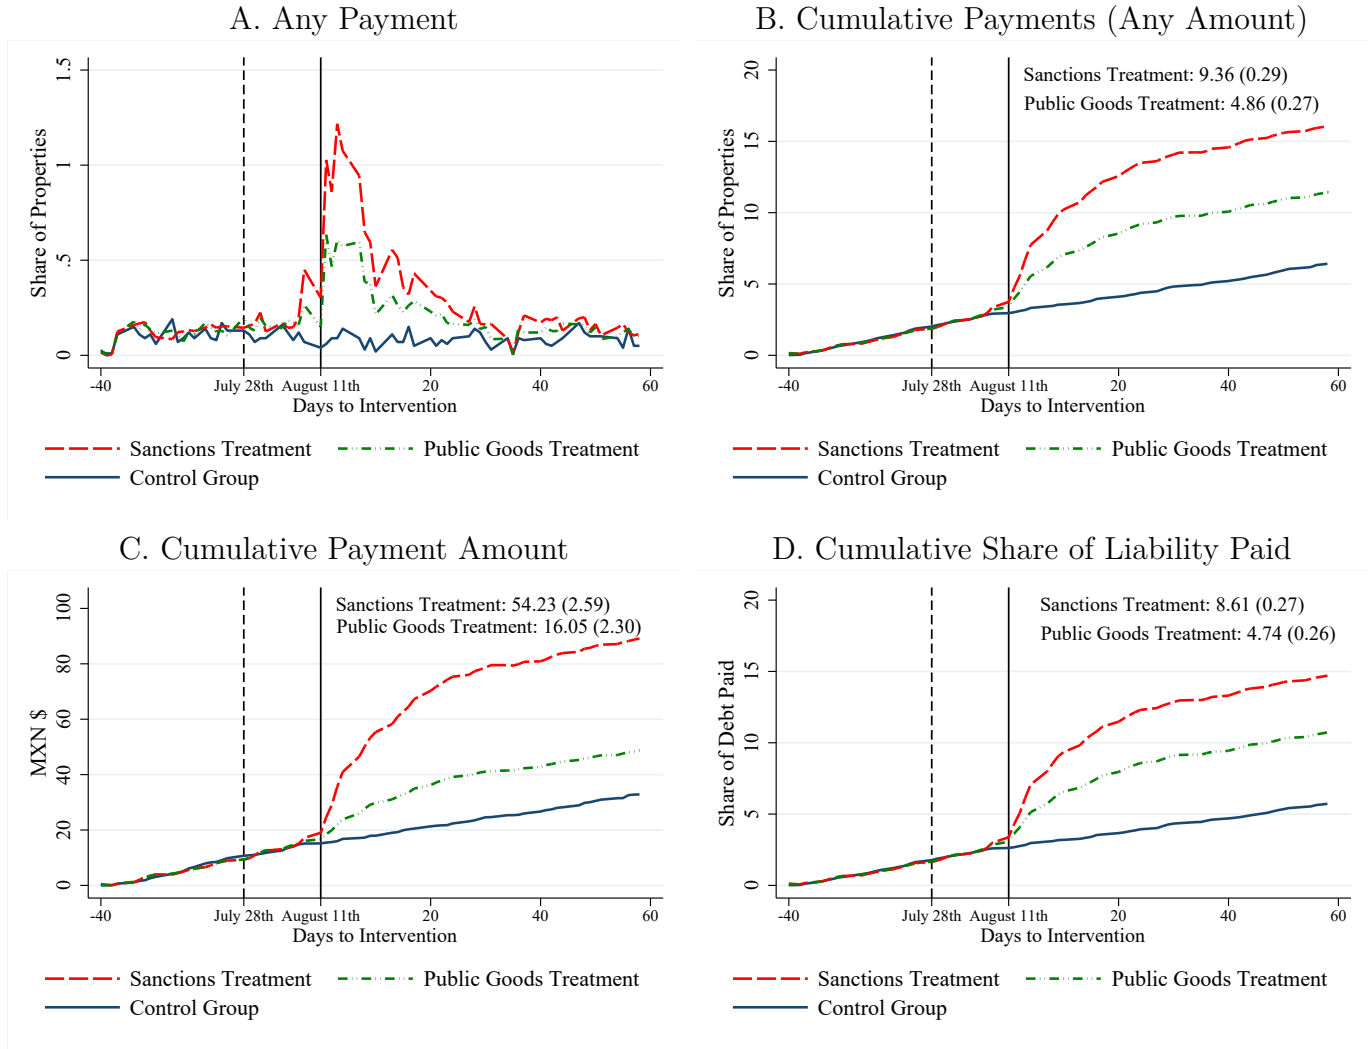 A. Any Payment
1.5
1
.5
0
Share of Properties
-40
July 28th
August 11th
20
40
60
Days to Intervention
Sanctions Treatment
Public Goods Treatment
Control Group
B. Cumulative Payments (Any Amount)
Sanctions Treatment: 9.36 (0.29)
Public Goods Treatment: 4.86 (0.27)
20
15
10
5
0
Share of Properties
-40
July 28th
August 11th
20
40
60
Days to Intervention
Sanctions Treatment
Public Goods Treatment
Control Group
C. Cumulative Payment Amount
Sanctions Treatment: 54.23 (2.59)
Public Goods Treatment: 16.05 (2.30)
100
80
60
40
20
0
MXN $
-40
July 28th
August 11th
20
40
60
Days to Intervention
Sanctions Treatment
Public Goods Treatment
Control Group
D. Cumulative Share of Liability Paid
Sanctions Treatment: 8.61 (0.27)
Public Goods Treatment: 4.74 (0.26)
20
15
10
5
0
Share of Debt Paid
-40
July 28th
August 11th
20
40
60
Days to Intervention
Sanctions Treatment
Public Goods Treatment
Control Group